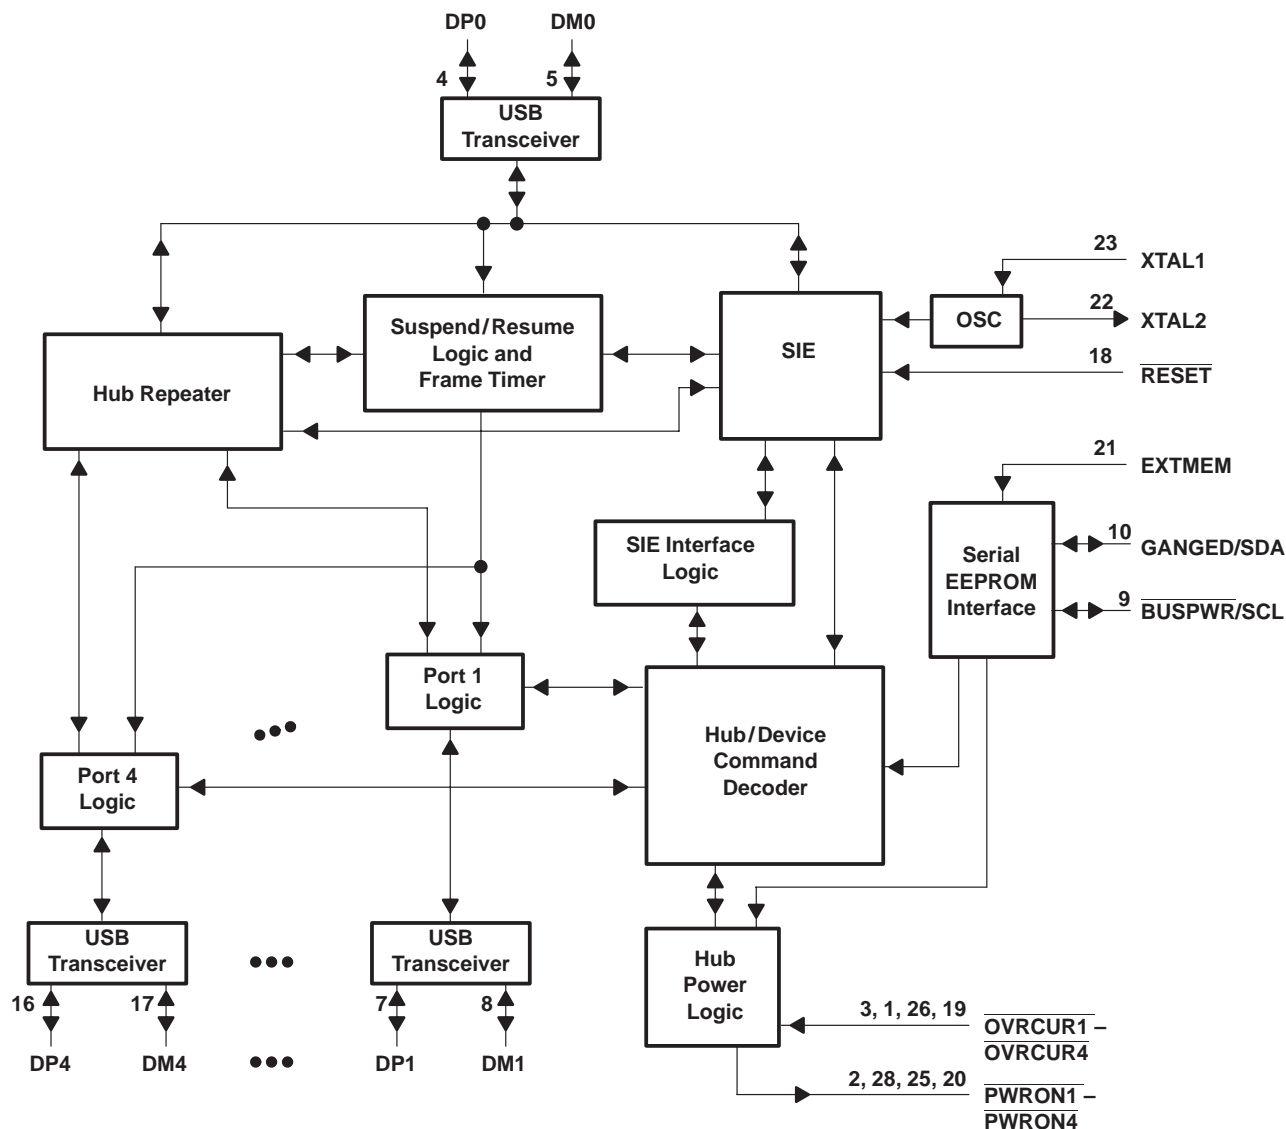 DP0 DM0
4 5
USB
Transceiver
23
XTAL1
22
XTAL2
OSC
18
RESET
Suspend/Resume
Logic and
Frame Timer
SIE
Hub Repeater
21
EXTMEM
10
GANGED/SDA
9
BUSPWR/SCL
Serial
EEPROM
Interface
SIE Interface
Logic
Port 1
Logic
Hub/Device
Command
Decoder
Port 4
Logic
USB
Transceiver
USB
Transceiver
16 17 7 8
DP4 DM4 DP1 DM1
Hub
Power
Logic
3, 1, 26, 19
OVRCUR1 –
OVRCUR4
2, 28, 25, 20
PWRON1 –
PWRON4